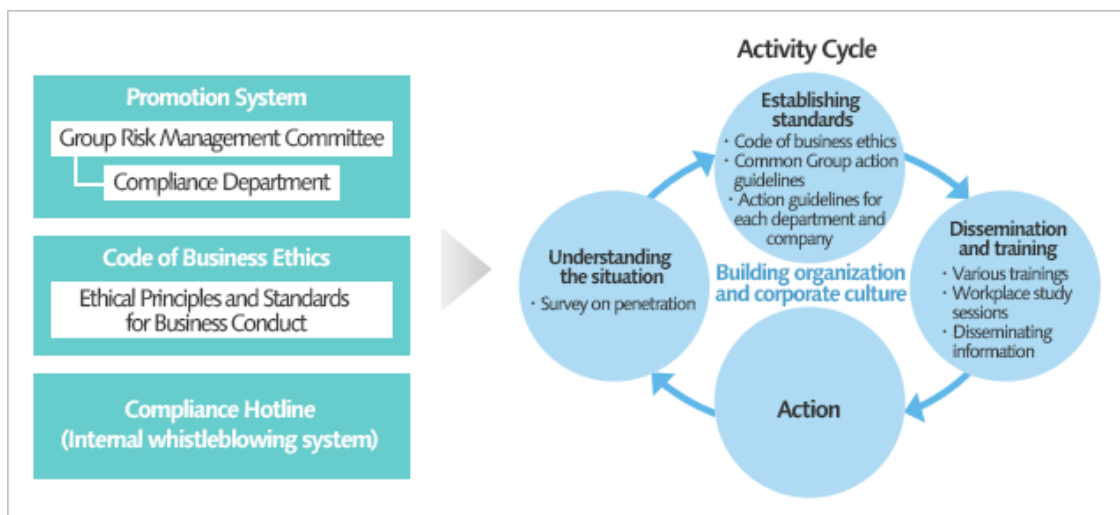 Promotion System
Group Risk Management Committee
Compliance Department
Code of Business Ethics
Ethical Principles and Standards
for Business Conduct
Compliance Hotline
(Internal whistleblowing system)
Activity Cycle
Establishing
standards
・Code of business ethics
・Common Group action
guidelines
・Action guidelines for
each department and
company
Dissemination
and training
・Various trainings
・Workplace study
sessions
・Disseminating
information
Action
Understanding
the situation
・Survey on penetration
Building organization
and corporate culture